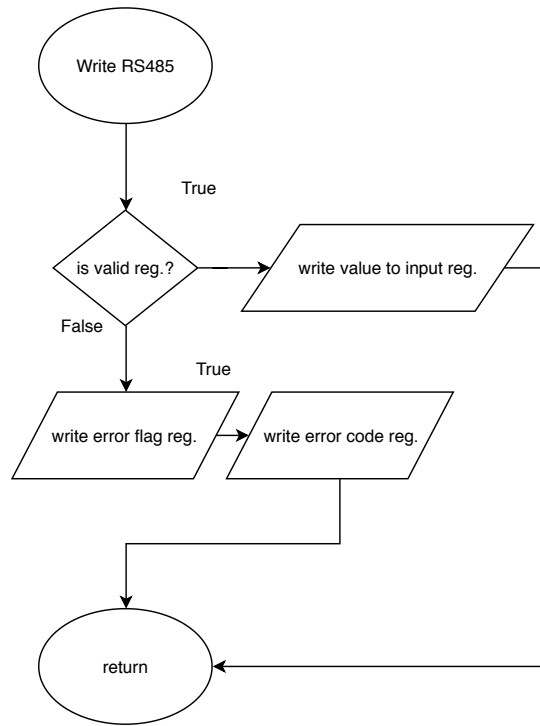 Write RS485
True
is valid reg.?
write value to input reg.
False
True
write error flag reg.
write error code reg.
return